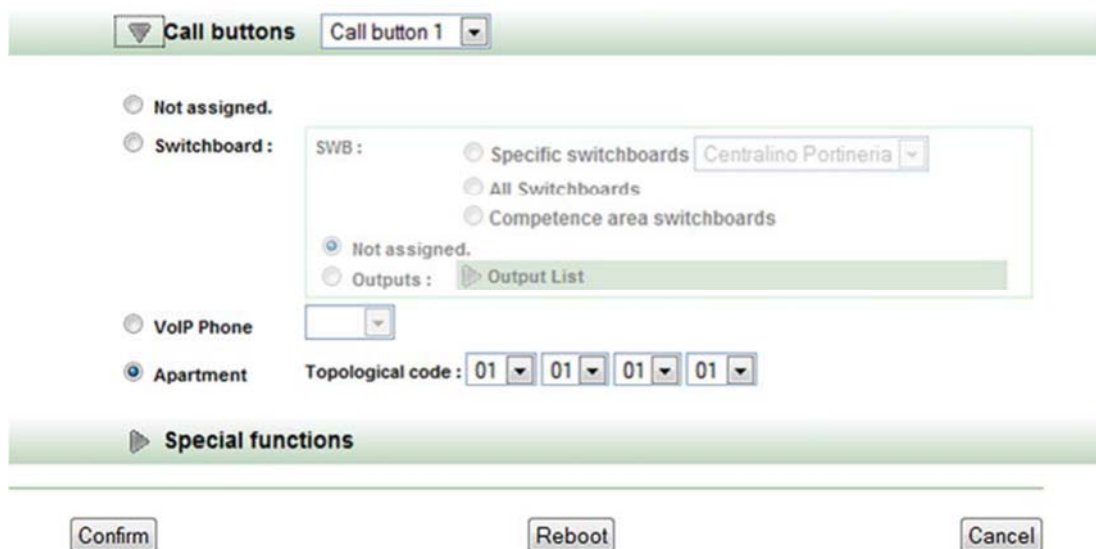 Call buttons Call button 1
Not assigned.
Switchboard : SWB : Specific switchboards Centralino Portineria
All Switchboards
Competence area switchboards
Not assigned.
Outputs : Output List
VoIP Phone
Apartment Topological code : 01 01 01 01
Special functions
Confirm Reboot Cancel